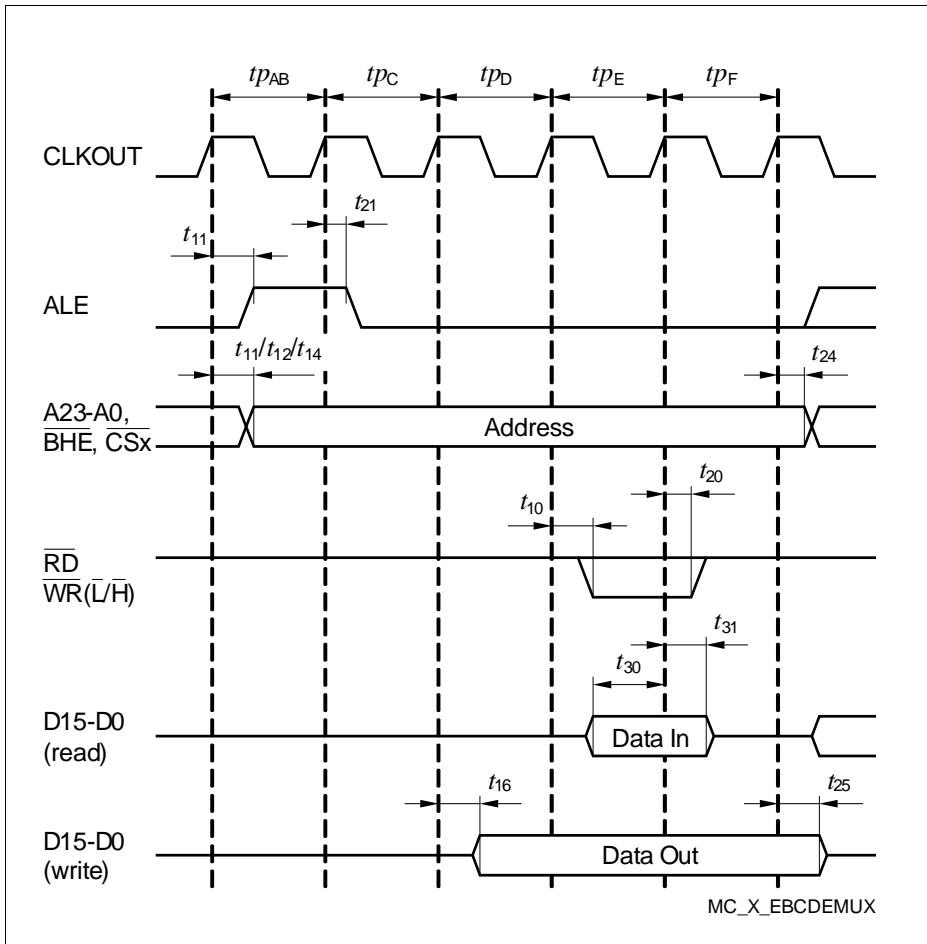 tpAB tpC tpD tpE tpF
CLKOUT
t21
t11
ALE
t11/t12/t14
t24
A23-A0,
BHE, CSx
Address
t20
t10
RD
WR(L/H)
t31
t30
D15-D0
(read)
Data In
t16
t25
D15-D0
(write)
Data Out
MC_X_EBCDEMUX